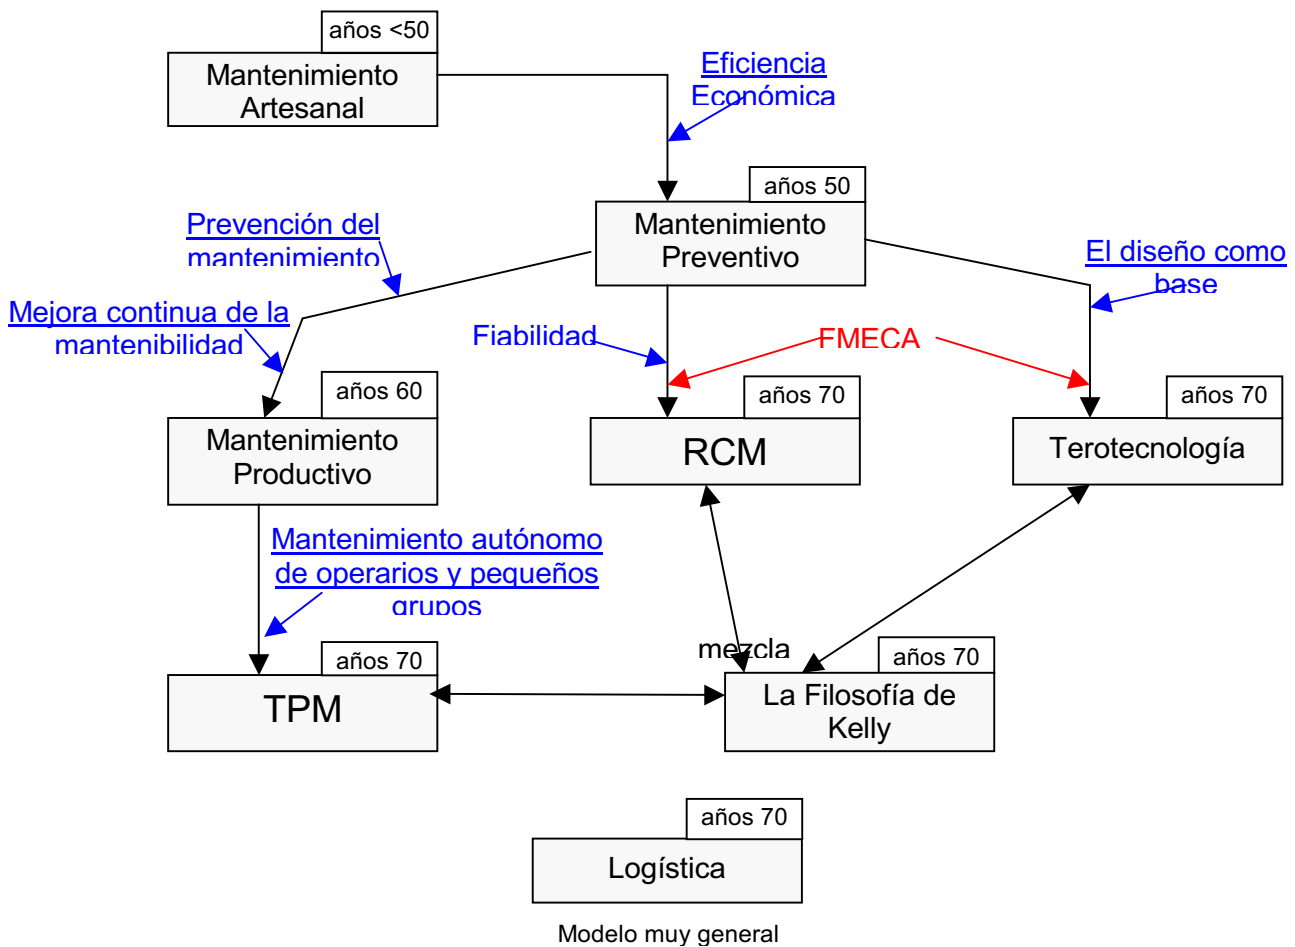 años <50
Mantenimiento
Artesanal
Eficiencia
Económica
años 50
Mantenimiento
Preventivo
Prevención del
mantenimiento
El diseño como
base
Mejora continua de la
mantenibilidad
Fiabilidad
FMECA
años 60
Mantenimiento
Productivo
años 70
RCM
años 70
Terotecnología
Mantenimiento autónomo
de operarios y pequeños
grupos
mezcla
años 70
TPM
años 70
La Filosofía de
Kelly
años 70
Logística
Modelo muy general